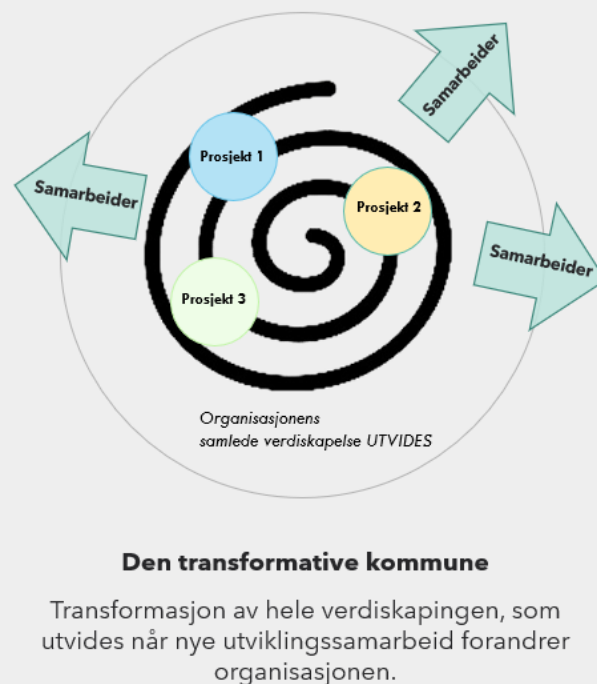 Samarbeider
Prosjekt 1
Samarbeider
Prosjekt 2
Samarbeider
Prosjekt 3
Organisasjonens
samlede verdiskapelse UTVIDES
Den transformative kommune
Transformasjon av hele verdiskapingen, som
utvides når nye utviklingssamarbeid forandrer
organisasjonen.